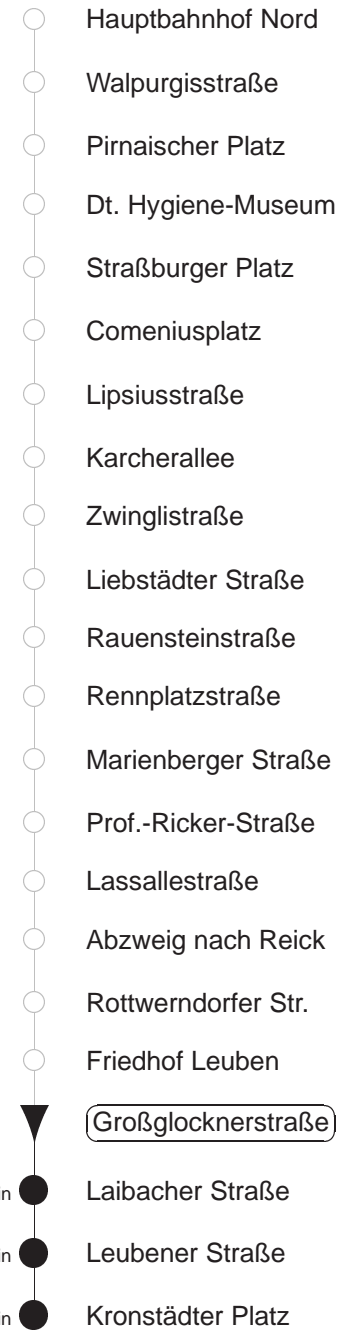 Hauptbahnhof Nord
Walpurgisstraße
Pirnaischer Platz
Dt. Hygiene-Museum
Straßburger Platz
Comeniusplatz
Lipsiusstraße
Karcherallee
Zwinglistraße
Liebstädter Straße
Rauensteinstraße
Rennplatzstraße
Marienberger Straße
Prof.-Ricker-Straße
Lassallestraße
Abzweig nach Reick
Rottwerndorfer Str.
Friedhof Leuben
Großglocknerstraße
Laibacher Straße
Leubener Straße
Kronstädter Platz